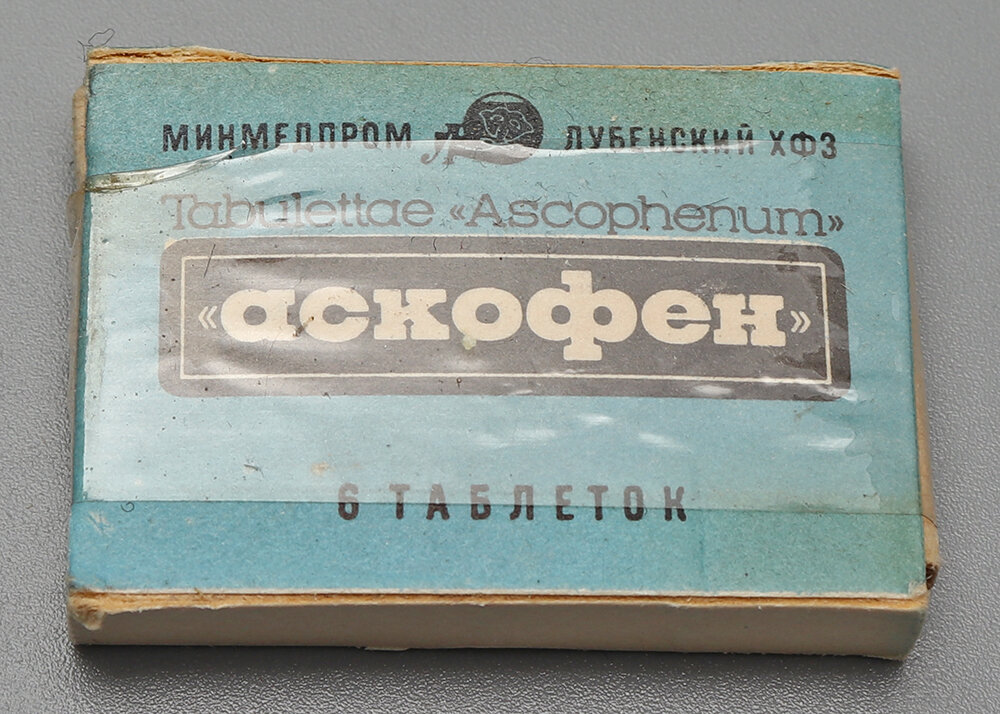 МИНМЕДПРОМ ЛУБЕНСКИЙ ХФЗ
Tabulettae «Ascophenum»
«аскофен»
6 ТАБЛЕТОК